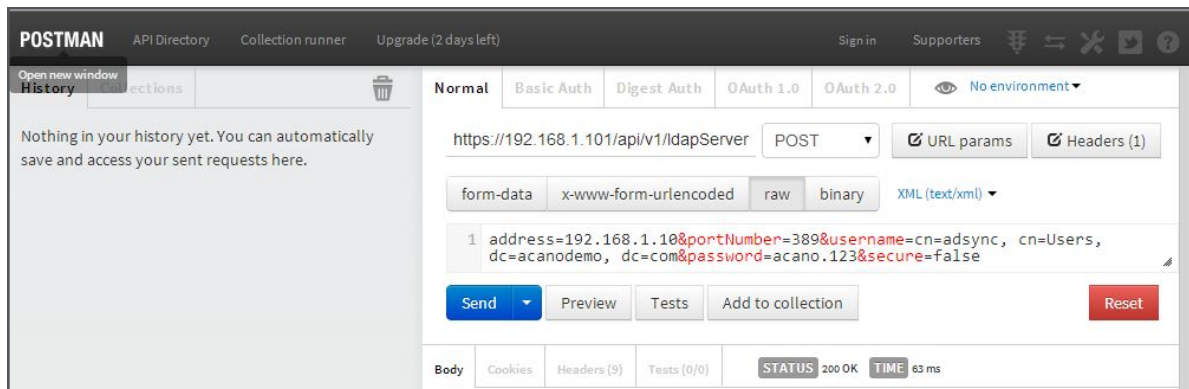 POSTMAN API Directory Collection runner Upgrade (2 days left) Sign in Supporters
Open new window
History Collections
Nothing in your history yet. You can automatically
save and access your sent requests here.
Normal Basic Auth Digest Auth OAuth 1.0 OAuth 2.0 No environment
https://192.168.1.101/api/v1/ldapServer POST URL params Headers (1)
form-data x-www-form-urlencoded raw binary XML (text/xml)
1 address=192.168.1.10&portNumber=389&username=cn=adsync, cn=Users,
dc=acanodemo, dc=com&password=acano.123&secure=false
Send Preview Tests Add to collection Reset
Body Cookies Headers (9) Tests (0/0) STATUS 200 OK TIME 63 ms